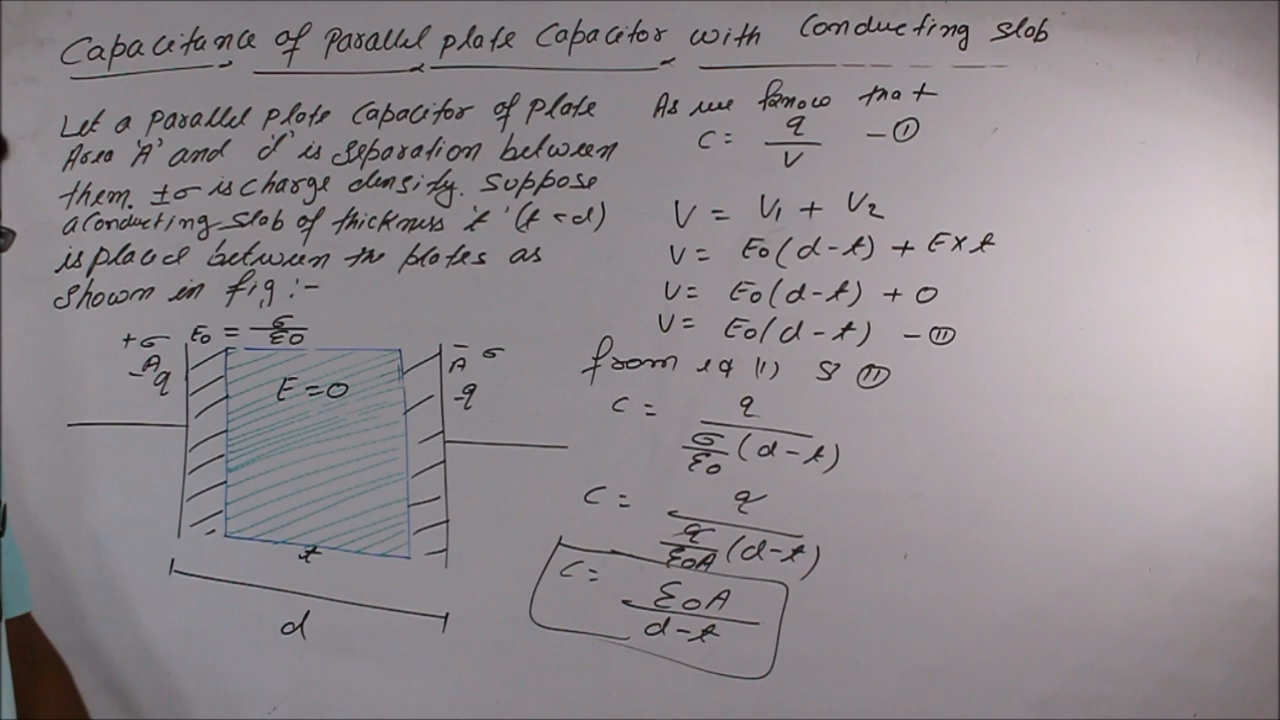 Capacitance of Parallel plate Capacitor with Conducting slab
Let a parallel plate Capacitor of plate
Area 'A' and 'd' is separation between
them. ±σ is charge density. Suppose
a Conducting slab of thickness 't' (t < d)
is placed between the plates as
shown in fig :-
+σ E₀ = σ/ε₀
A
-q
E = 0
- σ
A
-q
t
d
As we know that
C = q/V - ①
V = V₁ + V₂
V = E₀(d-t) + E×t
V = E₀(d-t) + 0
V = E₀(d-t) - ⑪
from eq (1) & ⑪
C = q / σ/ε₀ (d-t)
C = q / q/ε₀A (d-t)
C = ε₀A / d-t